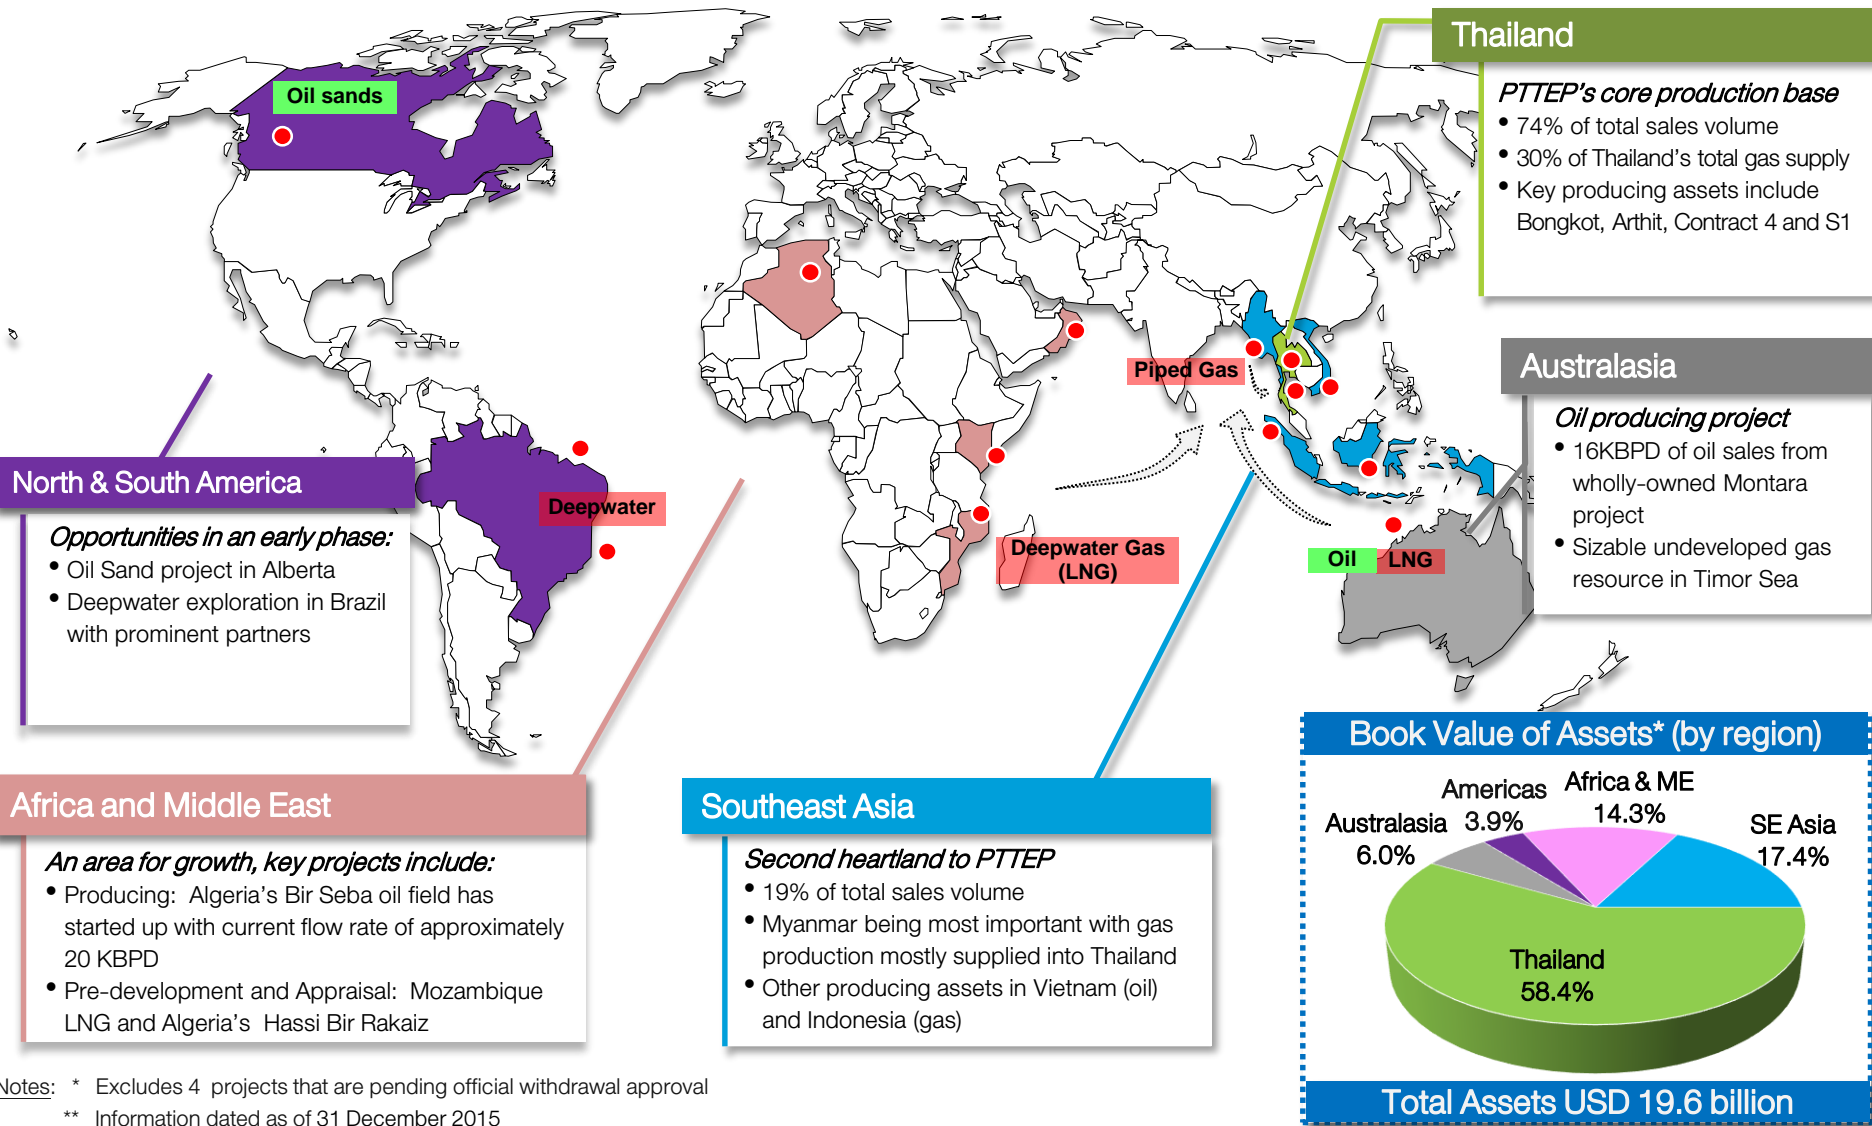 Thailand
PTTEP's core production base
• 74% of total sales volume
• 30% of Thailand's total gas supply
• Key producing assets include
Bongkot, Arthit, Contract 4 and S1
Oil sands
Piped Gas
Australasia
Oil producing project
• 16KBPD of oil sales from
wholly-owned Montara
project
• Sizable undeveloped gas
resource in Timor Sea
North & South America
Opportunities in an early phase:
• Oil Sand project in Alberta
• Deepwater exploration in Brazil
with prominent partners
Deepwater
Deepwater Gas
(LNG)
Oil
LNG
Africa and Middle East
An area for growth, key projects include:
• Producing: Algeria's Bir Seba oil field has
started up with current flow rate of approximately
20 KBPD
• Pre-development and Appraisal: Mozambique
LNG and Algeria's Hassi Bir Rakaiz
Southeast Asia
Second heartland to PTTEP
• 19% of total sales volume
• Myanmar being most important with gas
production mostly supplied into Thailand
• Other producing assets in Vietnam (oil)
and Indonesia (gas)
Book Value of Assets* (by region)
Americas
3.9%
Africa & ME
14.3%
Australasia
6.0%
SE Asia
17.4%
Thailand
58.4%
Total Assets USD 19.6 billion
Notes: * Excludes 4 projects that are pending official withdrawal approval
** Information dated as of 31 December 2015